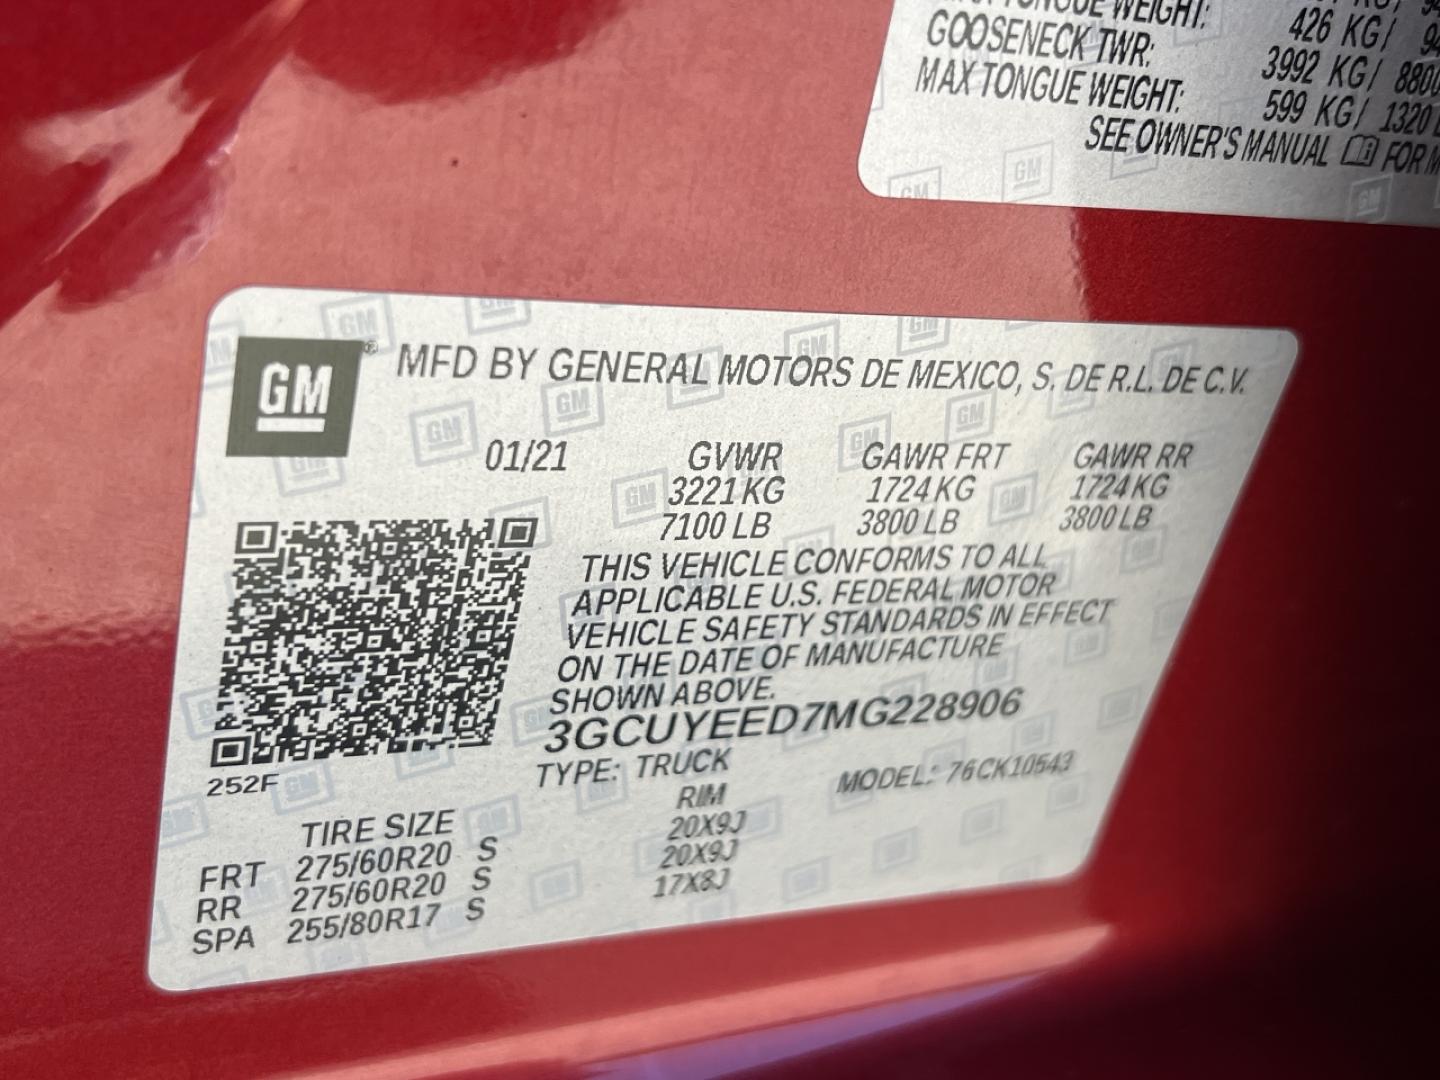 TONGUE WEIGHT:
426 KG/
GOOSENECK TWR: 3992 KG/ 8800
MAX TONGUE WEIGHT: 599 KG/ 1320
SEE OWNER'S MANUAL FOR
GM
MFD BY GENERAL MOTORS DE MEXICO, S. DE R.L. DE C.V.
01/21 GVWR GAWR FRT GAWR RR
3221 KG 1724 KG 1724 KG
7100 LB 3800 LB 3800 LB
THIS VEHICLE CONFORMS TO ALL
APPLICABLE U.S. FEDERAL MOTOR
VEHICLE SAFETY STANDARDS IN EFFECT
ON THE DATE OF MANUFACTURE
SHOWN ABOVE.
3GCUYEED7MG228906
252F
TYPE: TRUCK MODEL: 76CK10543
TIRE SIZE RIM
FRT 275/60R20 S 20X9J
RR 275/60R20 S 20X9J
SPA 255/80R17 S 17X8J